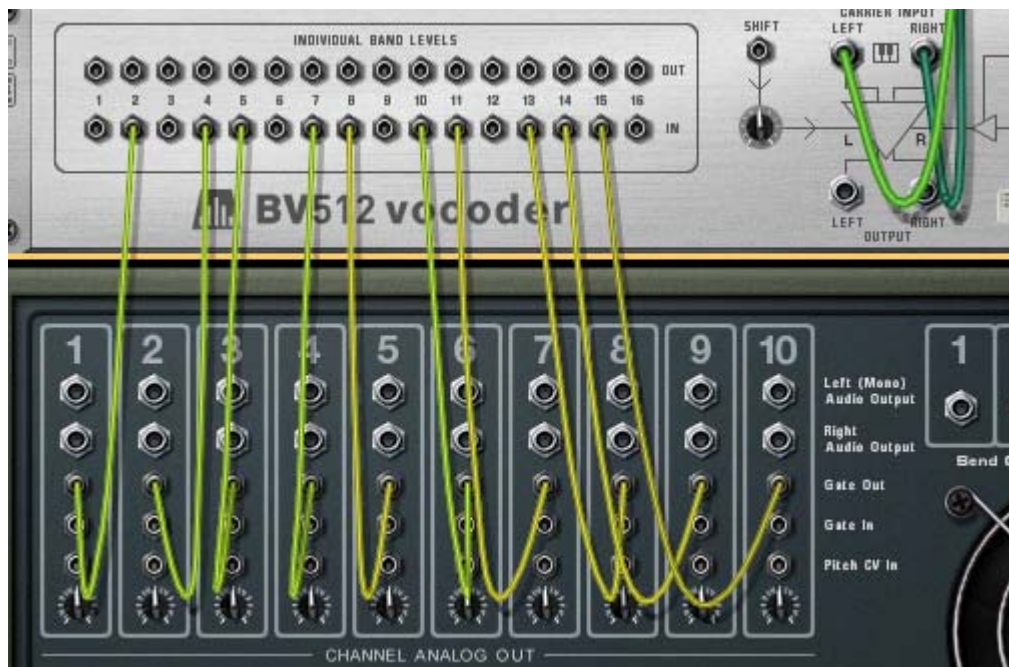 CARRIER INPUT
SHIFT LEFT RIGHT
INDIVIDUAL BAND LEVELS
OUT
1 2 3 4 5 6 7 8 9 10 11 12 13 14 15 16
IN
L R
BV512 vocoder
LEFT RIGHT
OUTPUT
1 2 3 4 5 6 7 8 9 10 1
Left (Mono)
Audio Output
Right
Audio Output
Send
Gate Out
Gate In
Pitch CV In
CHANNEL ANALOG OUT